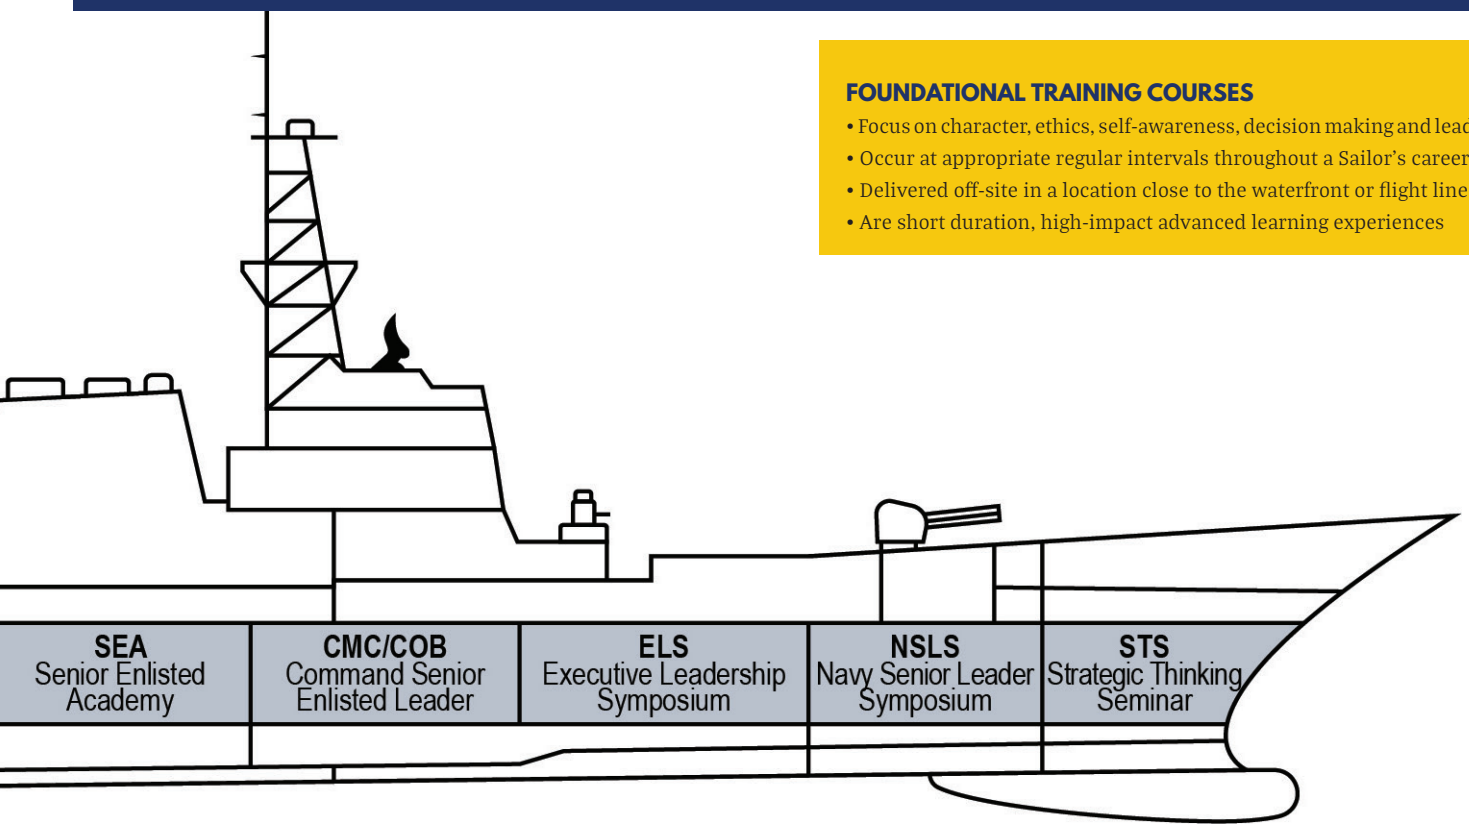 FOUNDATIONAL TRAINING COURSES
• Focus on character, ethics, self-awareness, decision making and lead
• Occur at appropriate regular intervals throughout a Sailor’s career
• Delivered off-site in a location close to the waterfront or flight line
• Are short duration, high-impact advanced learning experiences
SEA
Senior Enlisted
Academy
CMC/COB
Command Senior
Enlisted Leader
ELS
Executive Leadership
Symposium
NSLS
Navy Senior Leader
Symposium
STS
Strategic Thinking
Seminar